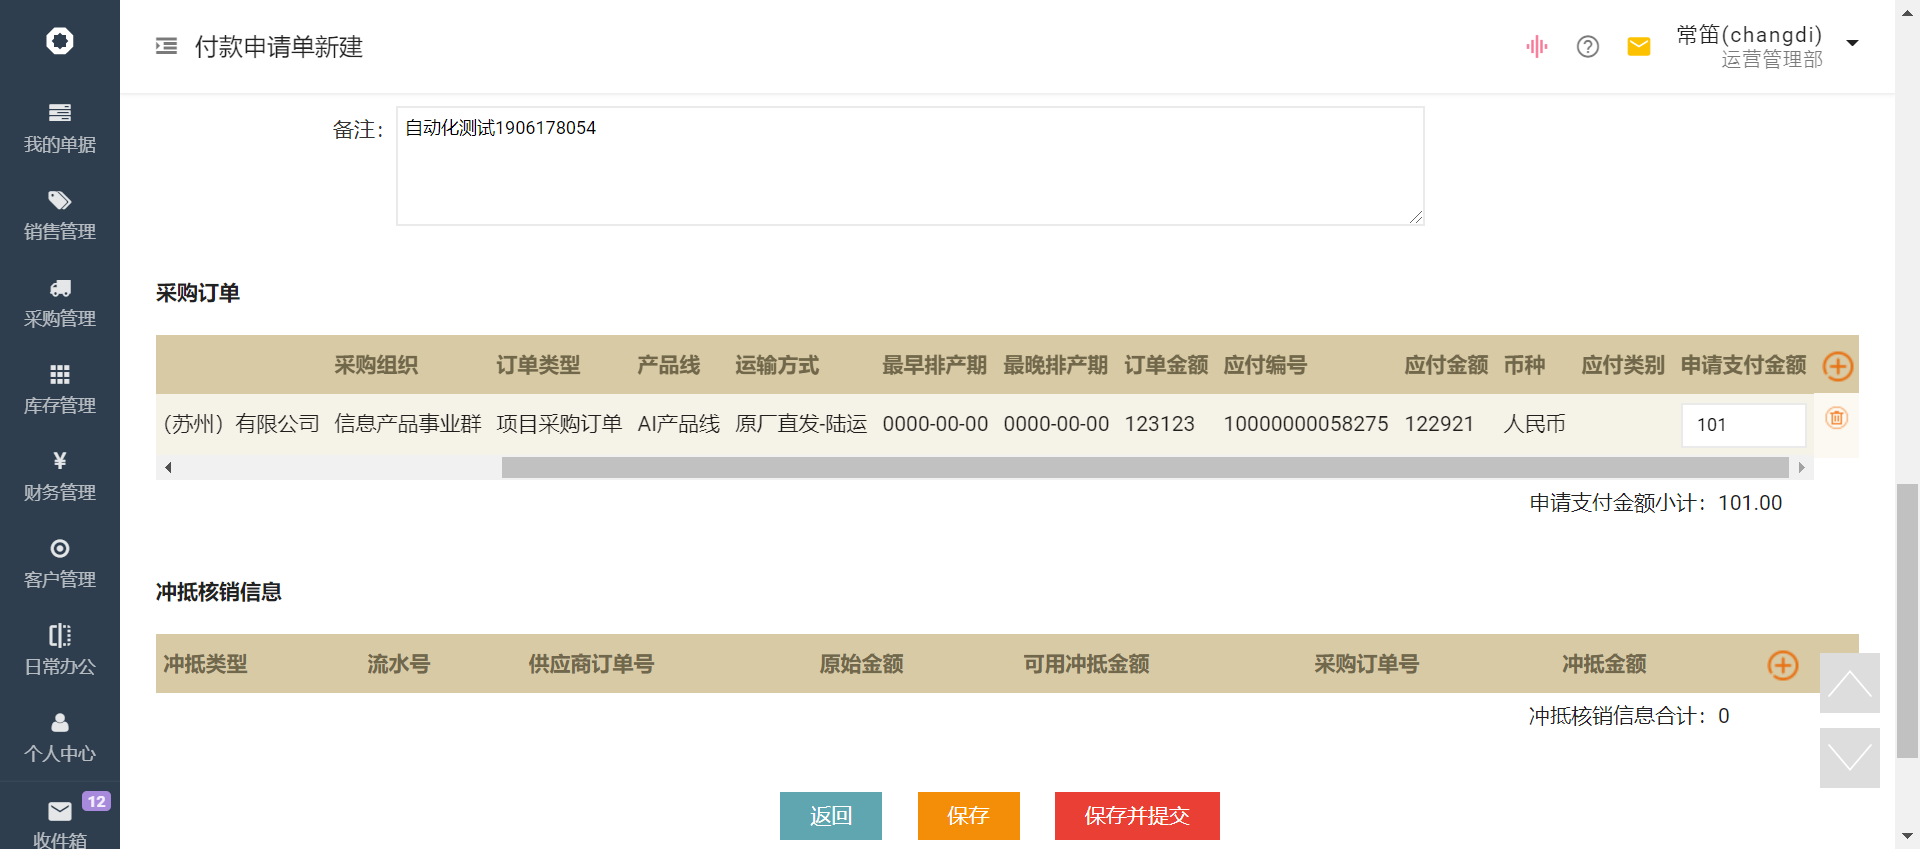 付款申请单新建
常笛(changdi)
运营管理部
我的单据
销售管理
采购管理
库存管理
财务管理
客户管理
日常办公
个人中心
12
收件箱
备注：
自动化测试1906178054
采购订单
采购组织 订单类型 产品线 运输方式 最早排产期 最晚排产期 订单金额 应付编号 应付金额 币种 应付类别 申请支付金额
（苏州）有限公司 信息产品事业群 项目采购订单 AI产品线 原厂直发-陆运 0000-00-00 0000-00-00 123123 10000000058275 122921 人民币 101
申请支付金额小计：101.00
冲抵核销信息
冲抵类型 流水号 供应商订单号 原始金额 可用冲抵金额 采购订单号 冲抵金额
冲抵核销信息合计：0
返回 保存 保存并提交